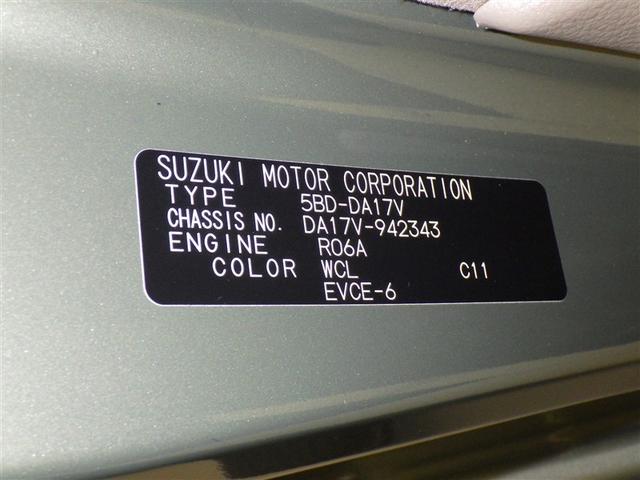 SUZUKI MOTOR CORPORATION
TYPE 5BD-DA17V
CHASSIS NO. DA17V-942343
ENGINE R06A
COLOR WCL C11
EVCE-6